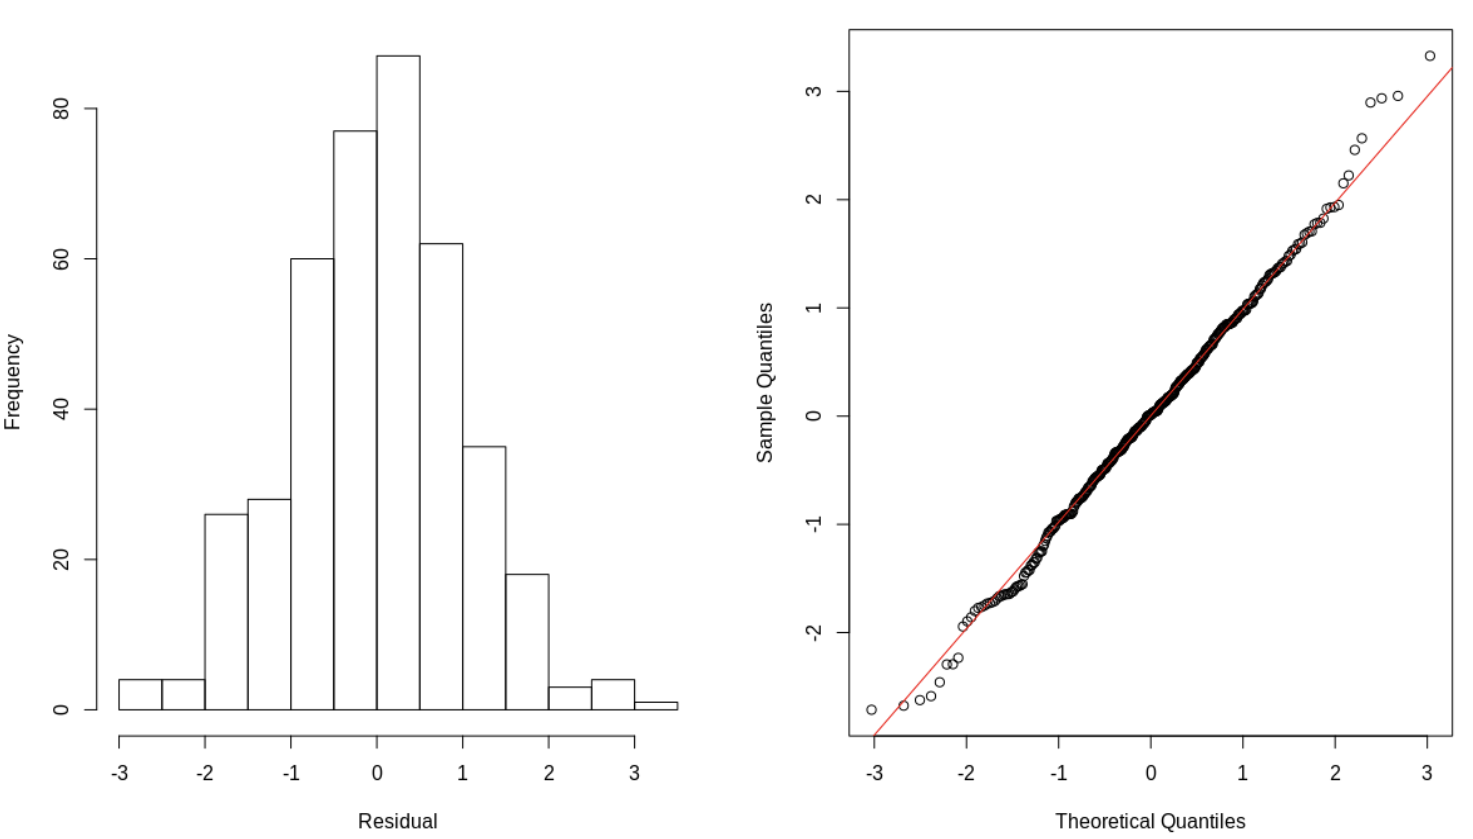 80
60
40
20
0
Frequency
-3 -2 -1 0 1 2 3
Residual
3
2
1
0
-1
-2
Sample Quantiles
-3 -2 -1 0 1 2 3
Theoretical Quantiles